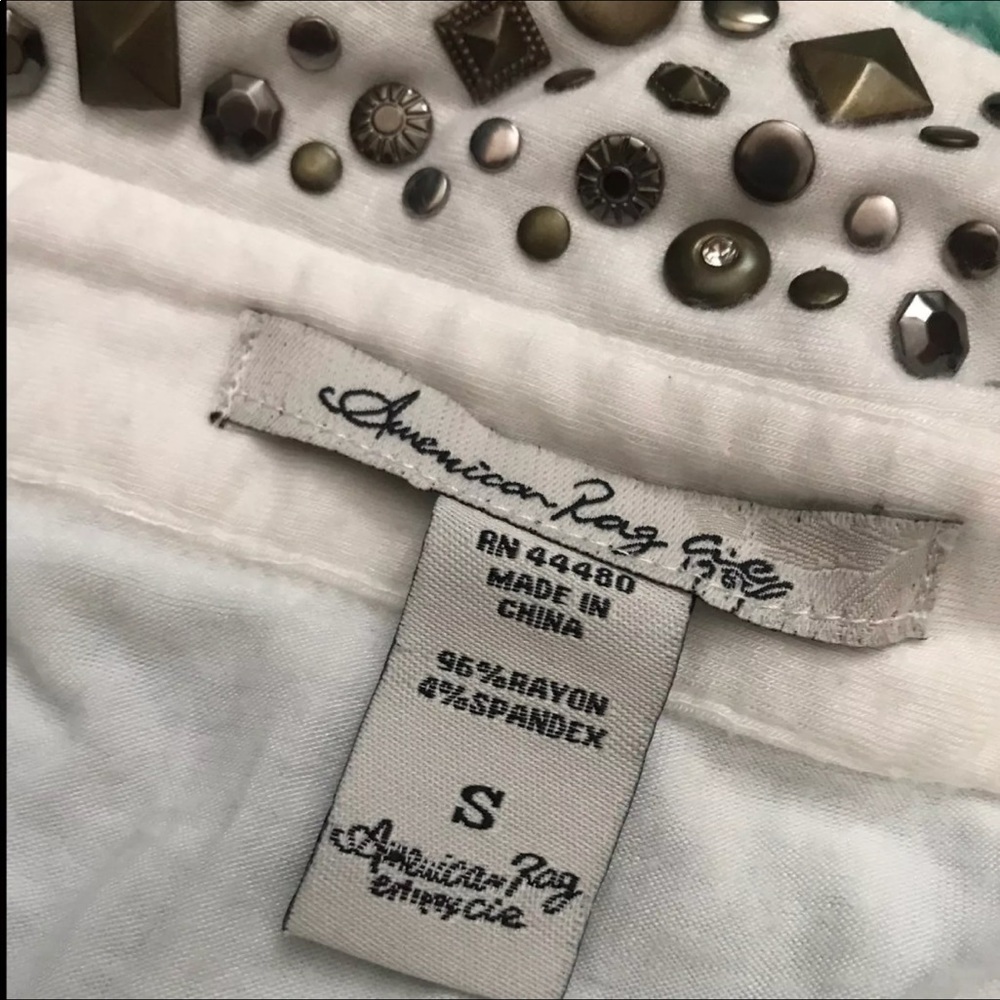 American Rag Cie
RN 44480
MADE IN
CHINA
96%RAYON
4%SPANDEX
S
American Rag
cie